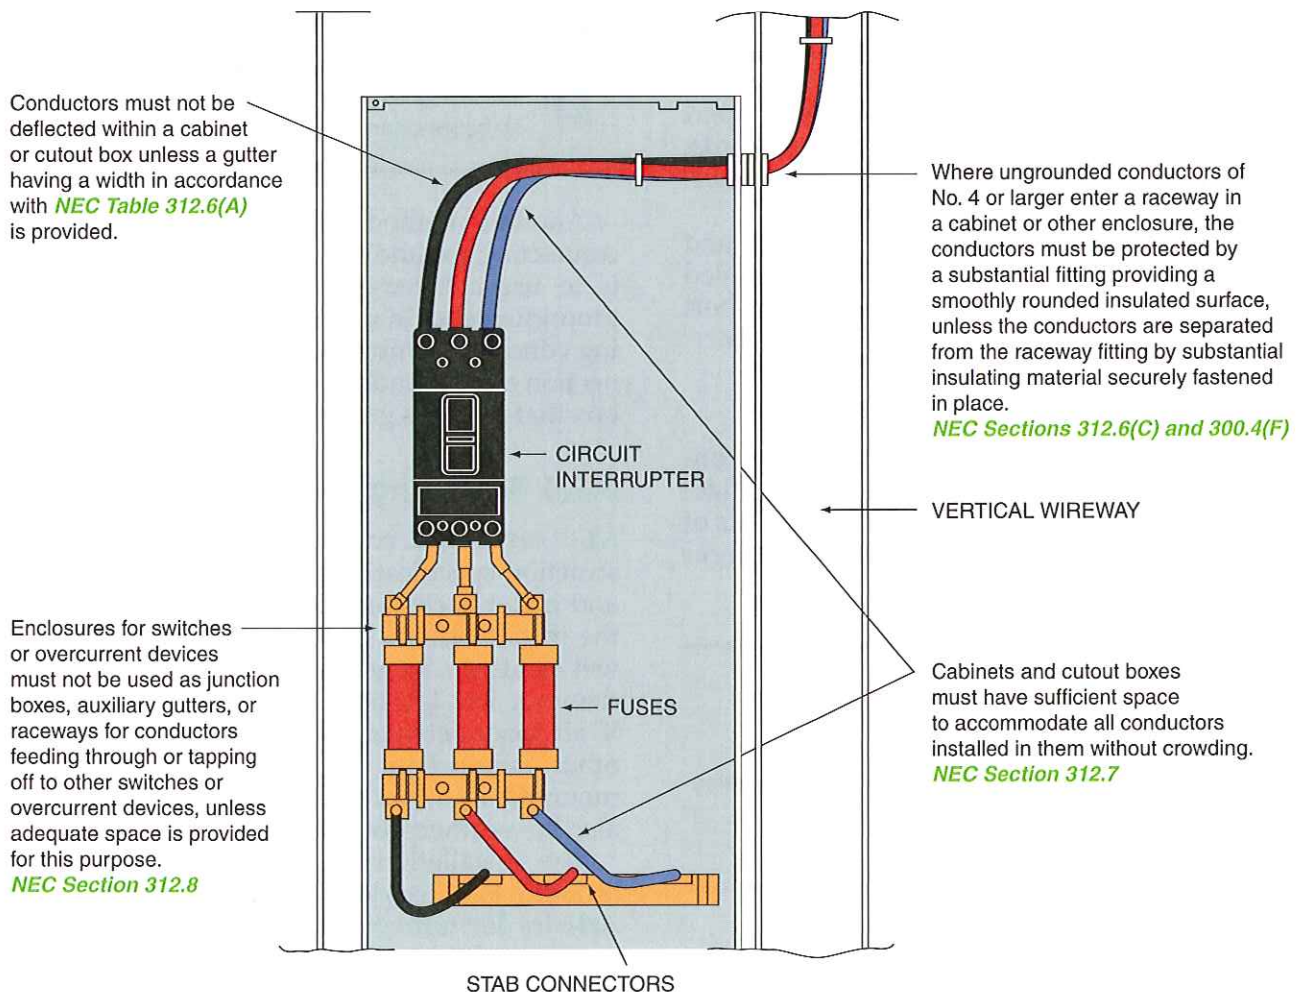 Conductors must not be
deflected within a cabinet
or cutout box unless a gutter
having a width in accordance
with NEC Table 312.6(A)
is provided.
Where ungrounded conductors of
No. 4 or larger enter a raceway in
a cabinet or other enclosure, the
conductors must be protected by
a substantial fitting providing a
smoothly rounded insulated surface,
unless the conductors are separated
from the raceway fitting by substantial
insulating material securely fastened
in place.
NEC Sections 312.6(C) and 300.4(F)
CIRCUIT
INTERRUPTER
VERTICAL WIREWAY
Enclosures for switches
or overcurrent devices
must not be used as junction
boxes, auxiliary gutters, or
raceways for conductors
feeding through or tapping
off to other switches or
overcurrent devices, unless
adequate space is provided
for this purpose.
NEC Section 312.8
FUSES
Cabinets and cutout boxes
must have sufficient space
to accommodate all conductors
installed in them without crowding.
NEC Section 312.7
STAB CONNECTORS